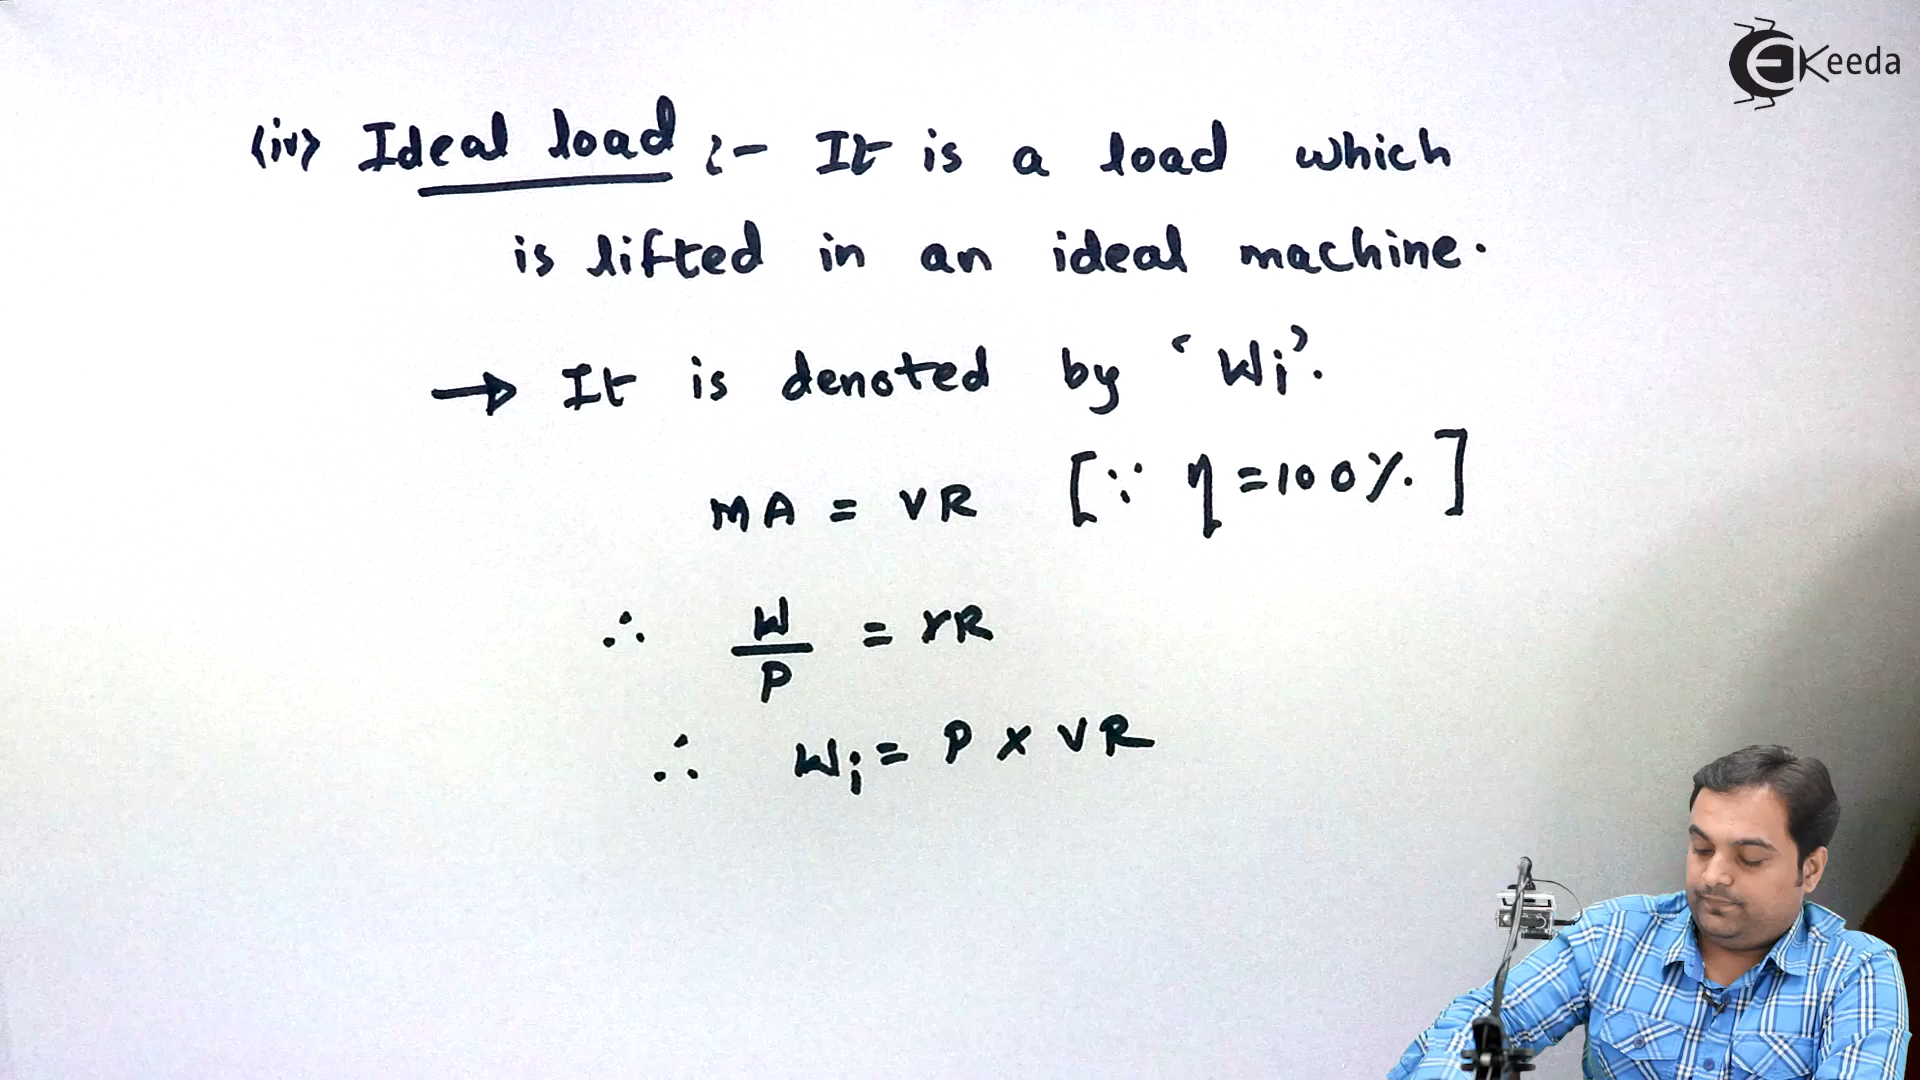 EKeeda
(iv) Ideal load :- It is a load which
is lifted in an ideal machine.
→ It is denoted by ‘Wi’.
MA = VR [∵ η = 100%.]
∴ W/P = VR
∴ Wi = P × VR